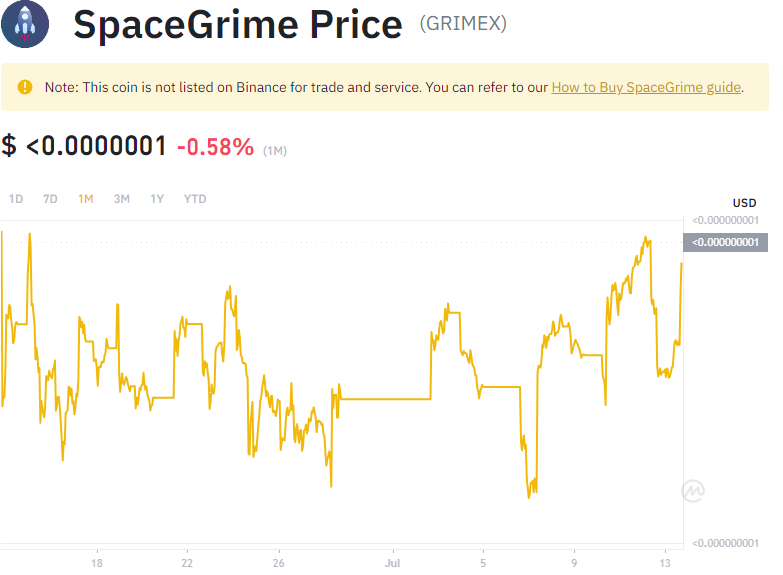 SpaceGrime Price (GRIMEX)
Note: This coin is not listed on Binance for trade and service. You can refer to our How to Buy SpaceGrime guide.
$ <0.0000001 -0.58% (1M)
1D 7D 1M 3M 1Y YTD
USD
<0.000000001
<0.000000001
<0.000000001
18 22 26 Jul 5 9 13